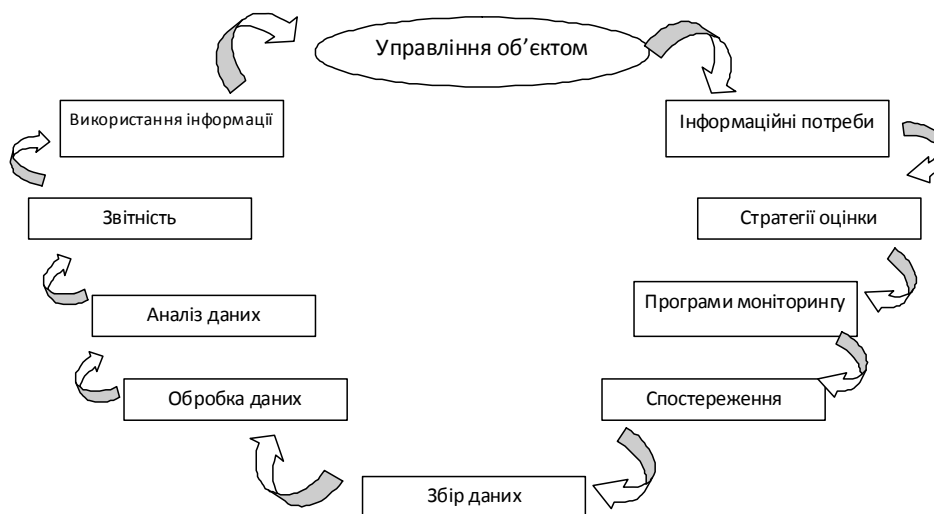 Управління об’єктом
Використання інформації
Інформаційні потреби
Звітність
Стратегії оцінки
Аналіз даних
Програми моніторингу
Обробка даних
Спостереження
Збір даних